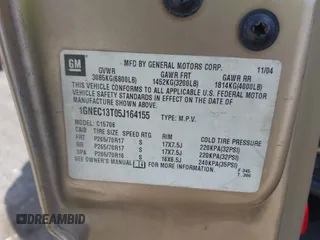 GM
MFD BY GENERAL MOTORS CORP.
11/04
GVWR GAWR FRT GAWR RR
3085KG(6800LB) 1452KG(3200LB) 1814KG(4000LB)
THIS VEHICLE CONFORMS TO ALL APPLICABLE U.S. FEDERAL MOTOR
VEHICLE SAFETY STANDARDS IN EFFECT ON THE DATE OF
MANUFACTURE SHOWN ABOVE.
1GNEC13T05J164155 TYPE: M.P.V.
MODEL: C15706
TIRE SIZE SPEED RTG RIM COLD TIRE PRESSURE
FRT P265/70R17 S 17X7.5J 220KPA(32PSI)
RR P265/70R17 S 17X7.5J 220KPA(32PSI)
SPA S 16X6.5J 240KPA(35PSI)
SEE OWNER'S MANUAL
DREAMBID